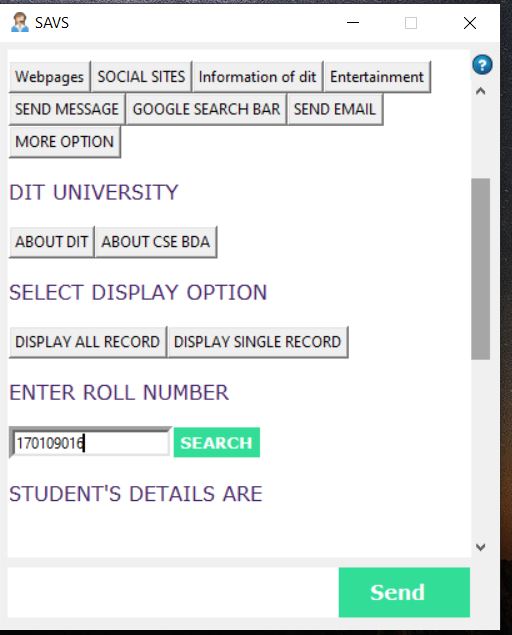 SAVS
Webpages SOCIAL SITES Information of dit Entertainment
SEND MESSAGE GOOGLE SEARCH BAR SEND EMAIL
MORE OPTION
DIT UNIVERSITY
ABOUT DIT ABOUT CSE BDA
SELECT DISPLAY OPTION
DISPLAY ALL RECORD DISPLAY SINGLE RECORD
ENTER ROLL NUMBER
170109016 SEARCH
STUDENT'S DETAILS ARE
Send